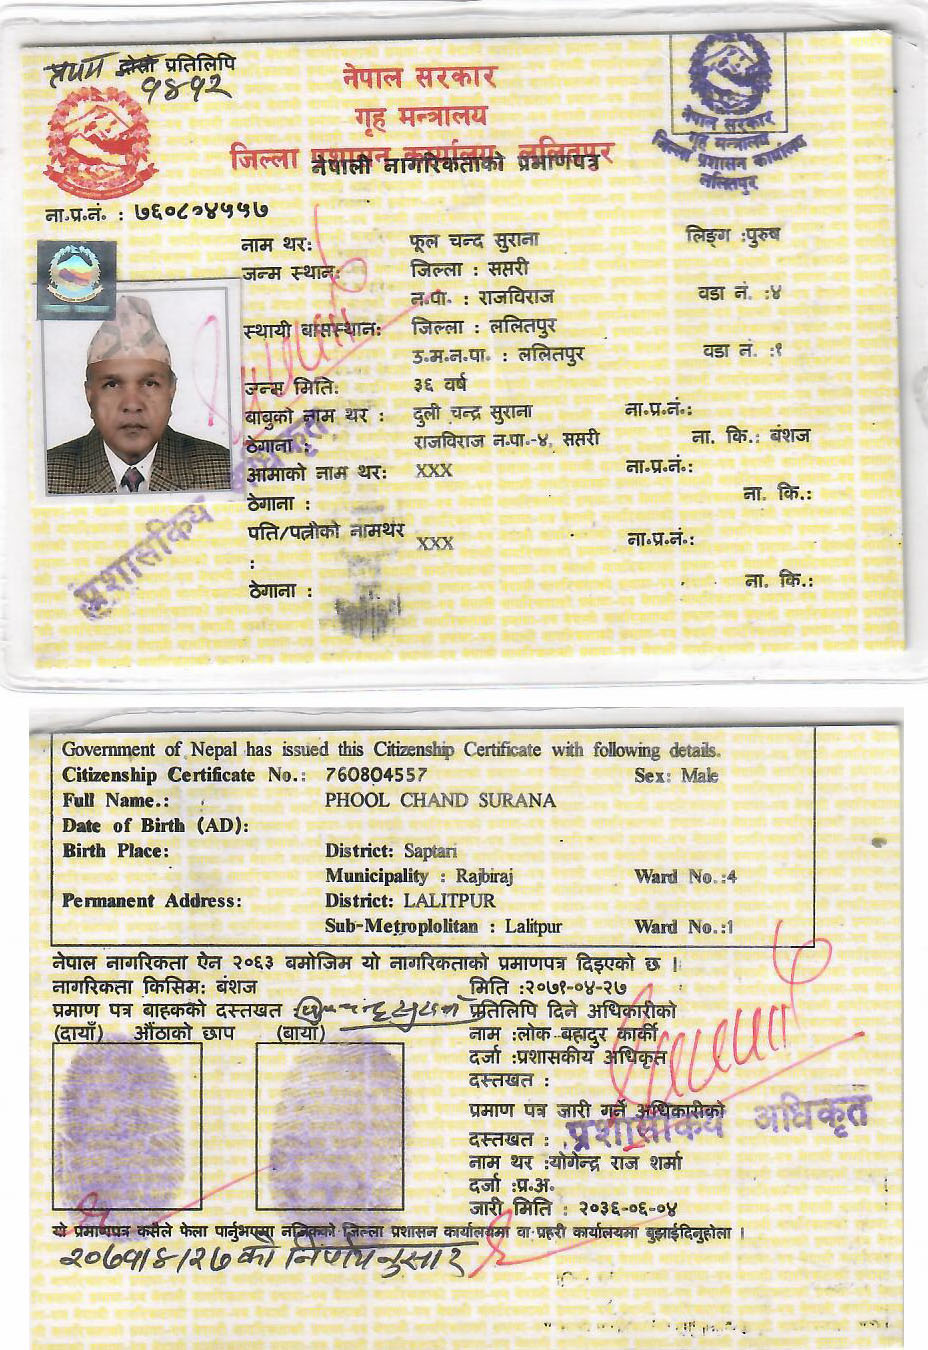 प्रथम दोस्रो प्रतिलिपि
१४१२
नेपाल सरकार
गृह मन्त्रालय
जिल्ला प्रशासन कार्यालय ललितपुर
नेपाली नागरिकताको प्रमाणपत्र
नेपाल सरकार
गृह मन्त्रालय
जिल्ला प्रशासन कार्यालय
ललितपुर
ना.प्र.नं. : ७६०८०४५५७
नाम थर: फूल चन्द सुराना लिङ्ग :पुरुष
जन्म स्थान: जिल्ला : सप्तरी
न.पा. : राजविराज वडा नं. :४
स्थायी बासस्थान: जिल्ला : ललितपुर
उ.म.न.पा. : ललितपुर वडा नं. :१
जन्म मिति: ३६ वर्ष
बाबुको नाम थर : दुली चन्द्र सुराना ना.प्र.नं.:
ठेगाना : राजविराज न.पा.-४, सप्तरी ना. कि.: बंशज
आमाको नाम थर: XXX ना.प्र.नं.:
ठेगाना : ना. कि.:
पति/पत्नीको नामथर XXX ना.प्र.नं.:
:
ठेगाना : ना. कि.:
प्रशासकिय अधिकृत
Government of Nepal has issued this Citizenship Certificate with following details.
Citizenship Certificate No.: 760804557 Sex: Male
Full Name.: PHOOL CHAND SURANA
Date of Birth (AD):
Birth Place: District: Saptari
Municipality : Rajbiraj Ward No.:4
Permanent Address: District: LALITPUR
Sub-Metroplolitan : Lalitpur Ward No.:1
नेपाल नागरिकता ऐन २०६३ बमोजिम यो नागरिकताको प्रमाणपत्र दिइएको छ ।
नागरिकता किसिम: बंशज मिति :२०७१-०४-२७
प्रमाण पत्र बाहकको दस्तखत प्रतिलिपि दिने अधिकारीको
(दायाँ) औंठाको छाप (बायाँ) नाम :लोक बहादुर कार्की
दर्जा :प्रशासकीय अधिकृत
दस्तखत :
प्रमाण पत्र जारी गर्ने अधिकारीको
दस्तखत : प्रशासकिय अधिकृत
नाम थर :योगेन्द्र राज शर्मा
दर्जा :प्र.अ.
जारी मिति : २०३६-०६-०४
यो प्रमाणपत्र कसैले फेला पार्नुभएमा नजिकको जिल्ला प्रशासन कार्यालयमा वा प्रहरी कार्यालयमा बुझाईदिनुहोला ।
२०७१/४/२७ को निर्णयनुसार